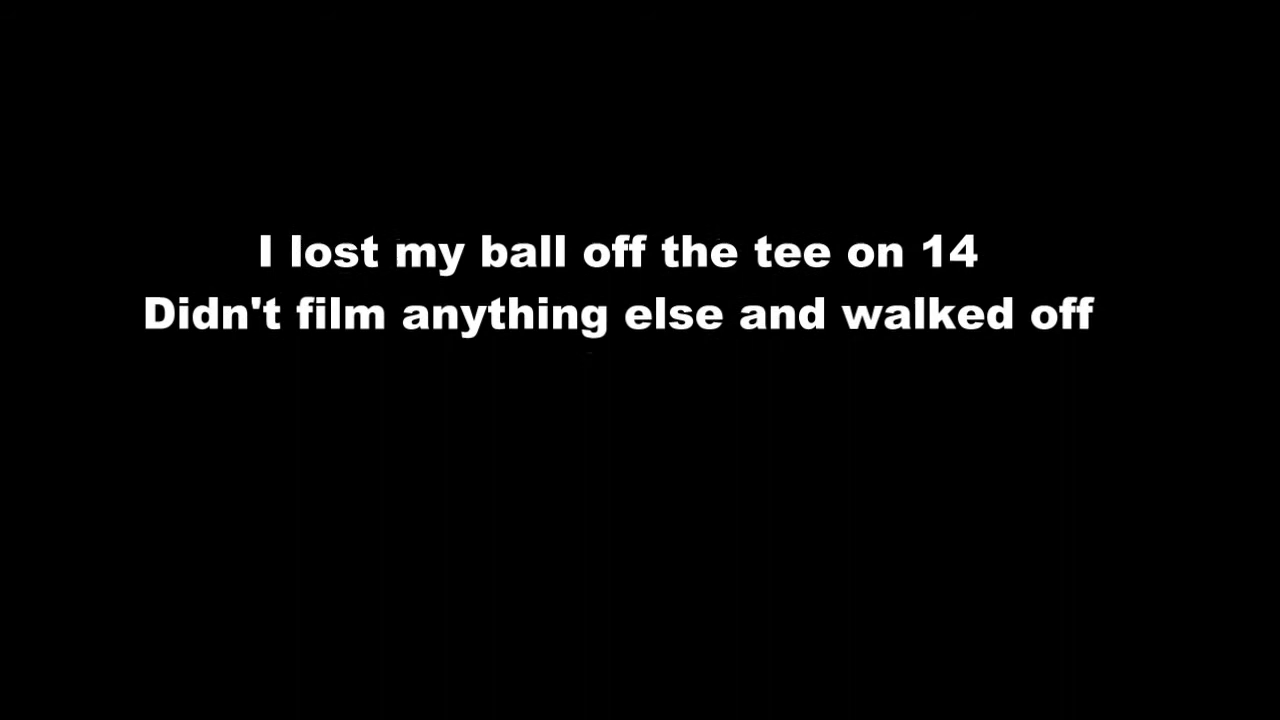 I lost my ball off the tee on 14
Didn't film anything else and walked off